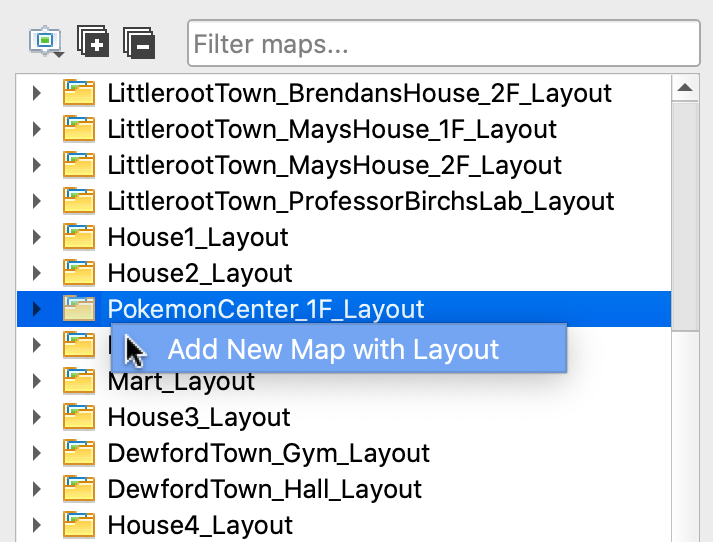 Filter maps...
LittlerootTown_BrendansHouse_2F_Layout
LittlerootTown_MaysHouse_1F_Layout
LittlerootTown_MaysHouse_2F_Layout
LittlerootTown_ProfessorBirchsLab_Layout
House1_Layout
House2_Layout
PokemonCenter_1F_Layout
Add New Map with Layout
Mart_Layout
House3_Layout
DewfordTown_Gym_Layout
DewfordTown_Hall_Layout
House4_Layout